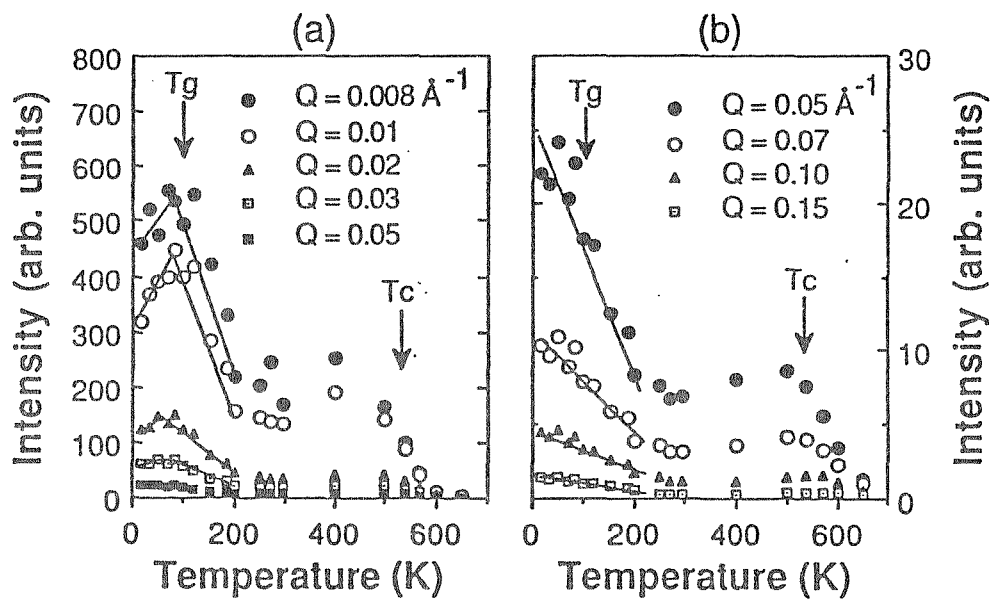 (a)
(b)
800
700
600
500
400
300
200
100
0
Intensity (arb. units)
Tg
Q = 0.008 Å⁻¹
Q = 0.01
Q = 0.02
Q = 0.03
Q = 0.05
Tc
0
200
400
600
Temperature (K)
Tg
Q = 0.05 Å⁻¹
Q = 0.07
Q = 0.10
Q = 0.15
Tc
30
20
10
0
Intensity (arb. units)
0
200
400
600
Temperature (K)